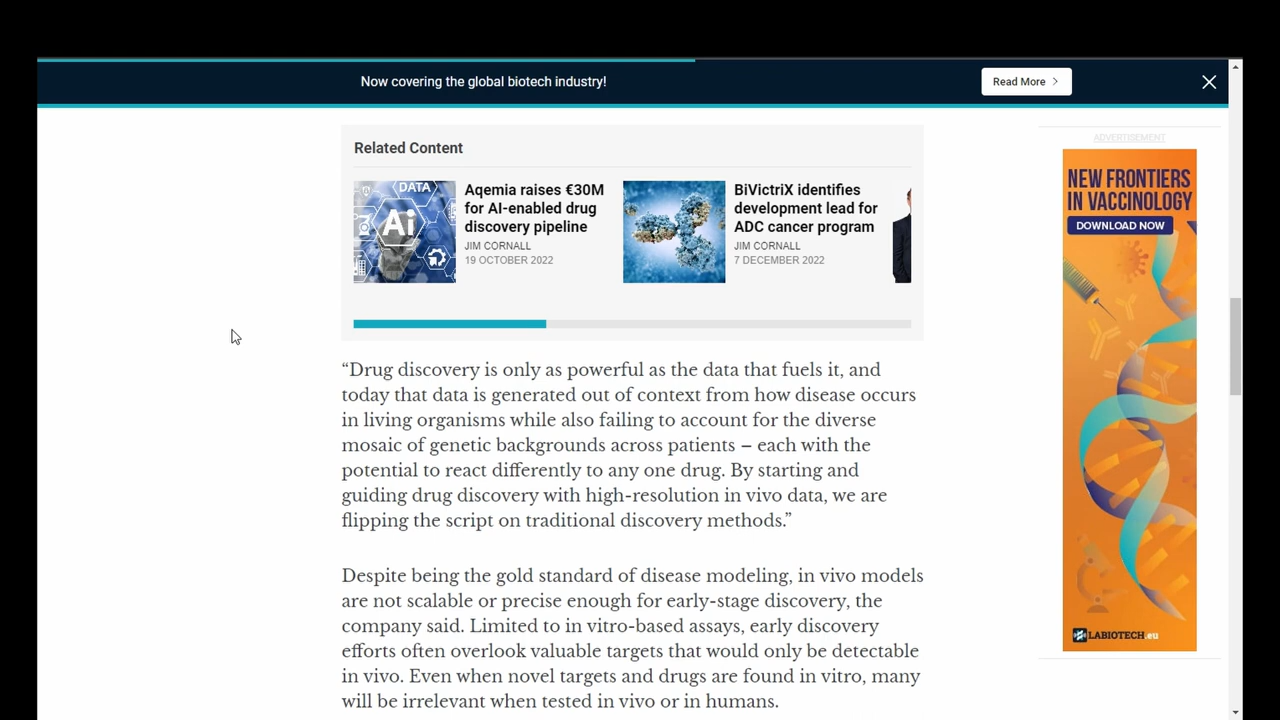 Now covering the global biotech industry!
Read More
Related Content
DATA
Ai
Aqemia raises €30M
for AI-enabled drug
discovery pipeline
JIM CORNALL
19 OCTOBER 2022
BiVictriX identifies
development lead for
ADC cancer program
JIM CORNALL
7 DECEMBER 2022
“Drug discovery is only as powerful as the data that fuels it, and
today that data is generated out of context from how disease occurs
in living organisms while also failing to account for the diverse
mosaic of genetic backgrounds across patients – each with the
potential to react differently to any one drug. By starting and
guiding drug discovery with high-resolution in vivo data, we are
flipping the script on traditional discovery methods.”
Despite being the gold standard of disease modeling, in vivo models
are not scalable or precise enough for early-stage discovery, the
company said. Limited to in vitro-based assays, early discovery
efforts often overlook valuable targets that would only be detectable
in vivo. Even when novel targets and drugs are found in vitro, many
will be irrelevant when tested in vivo or in humans.
ADVERTISEMENT
NEW FRONTIERS
IN VACCINOLOGY
DOWNLOAD NOW
LABIOTECH.eu